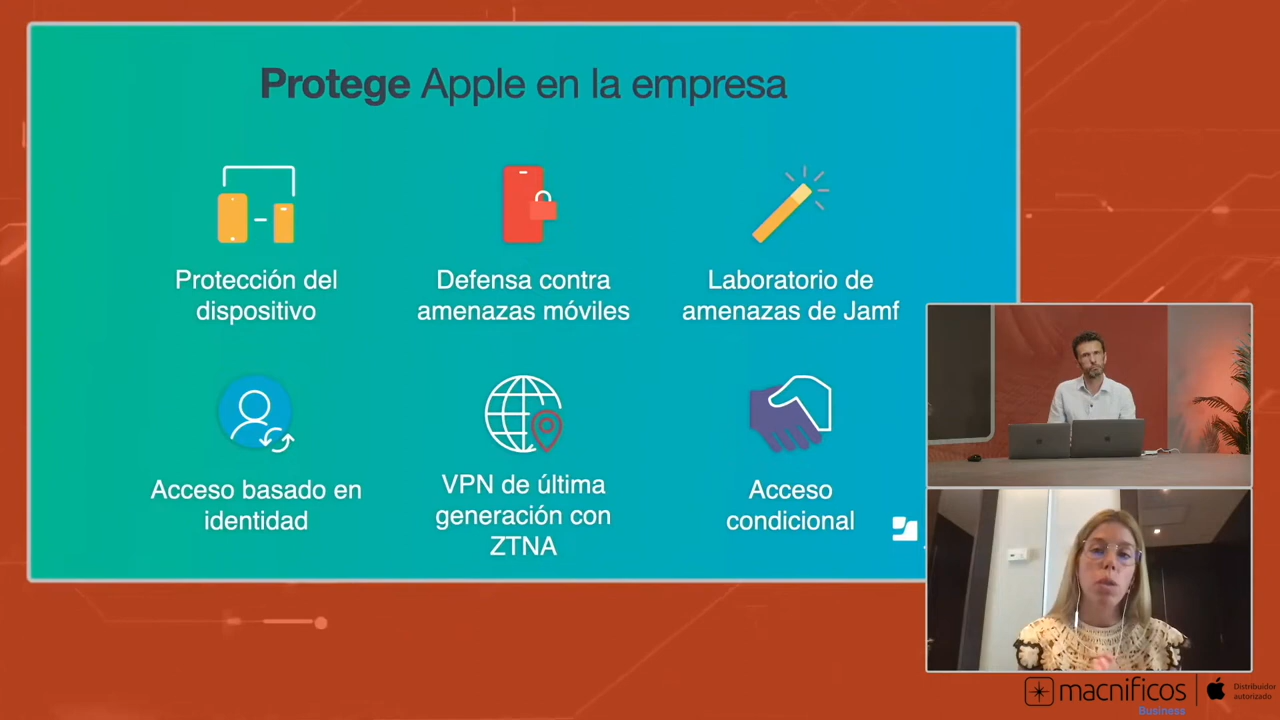 Protege Apple en la empresa
Protección del
dispositivo
Defensa contra
amenazas móviles
Laboratorio de
amenazas de Jamf
Acceso basado en
identidad
VPN de última
generación con
ZTNA
Acceso
condicional
macnificos
Business
Distribuidor
autorizado